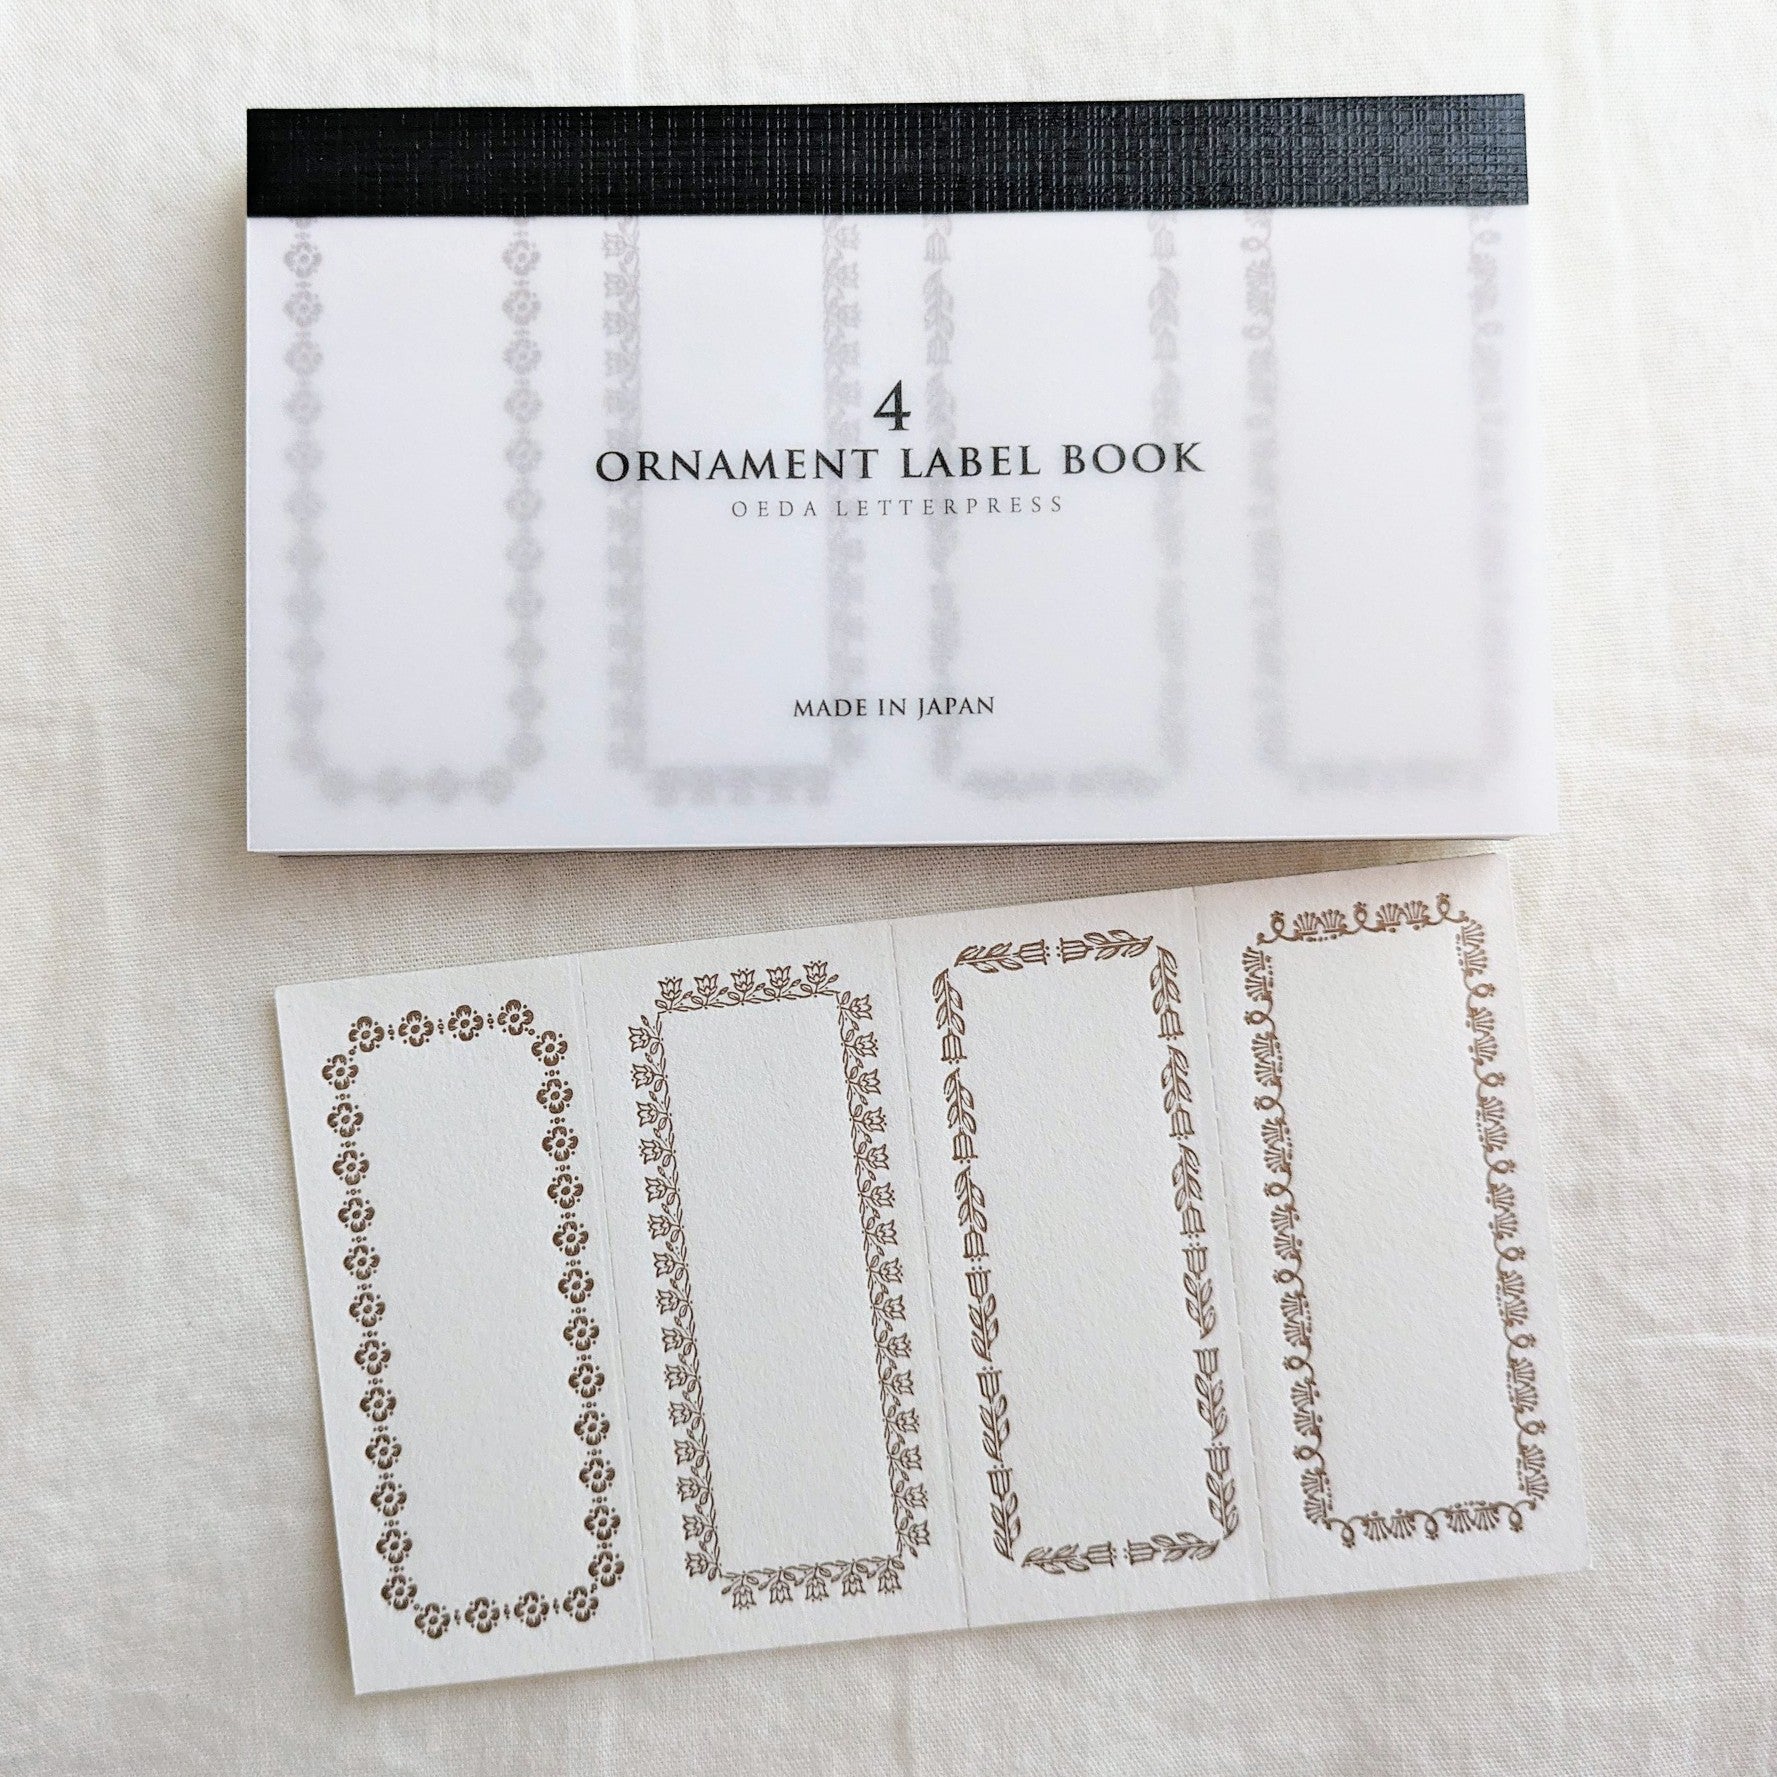 4
ORNAMENT LABEL BOOK
OEDA LETTERPRESS
MADE IN JAPAN